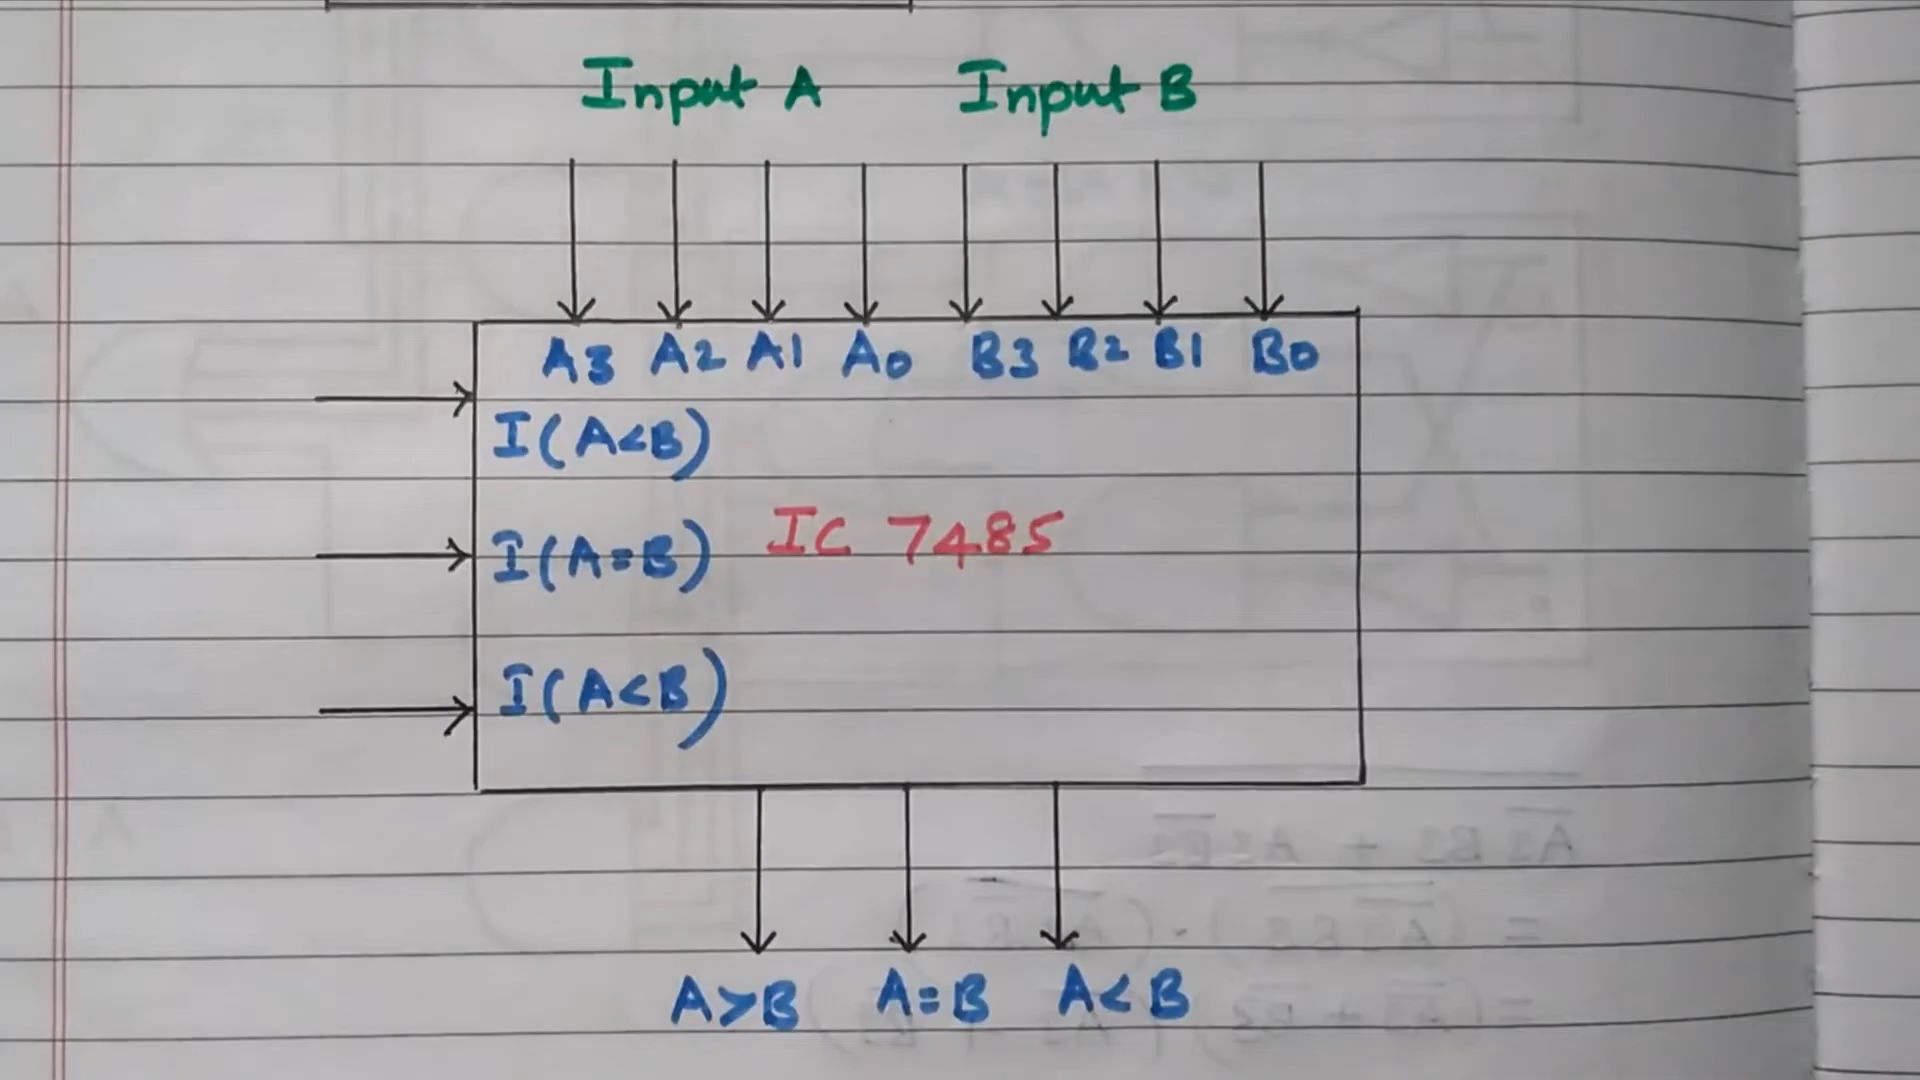 Input A Input B
A3 A2 A1 A0 B3 B2 B1 B0
I(A<B)
I(A=B) IC 7485
I(A<B)
A>B A=B A<B